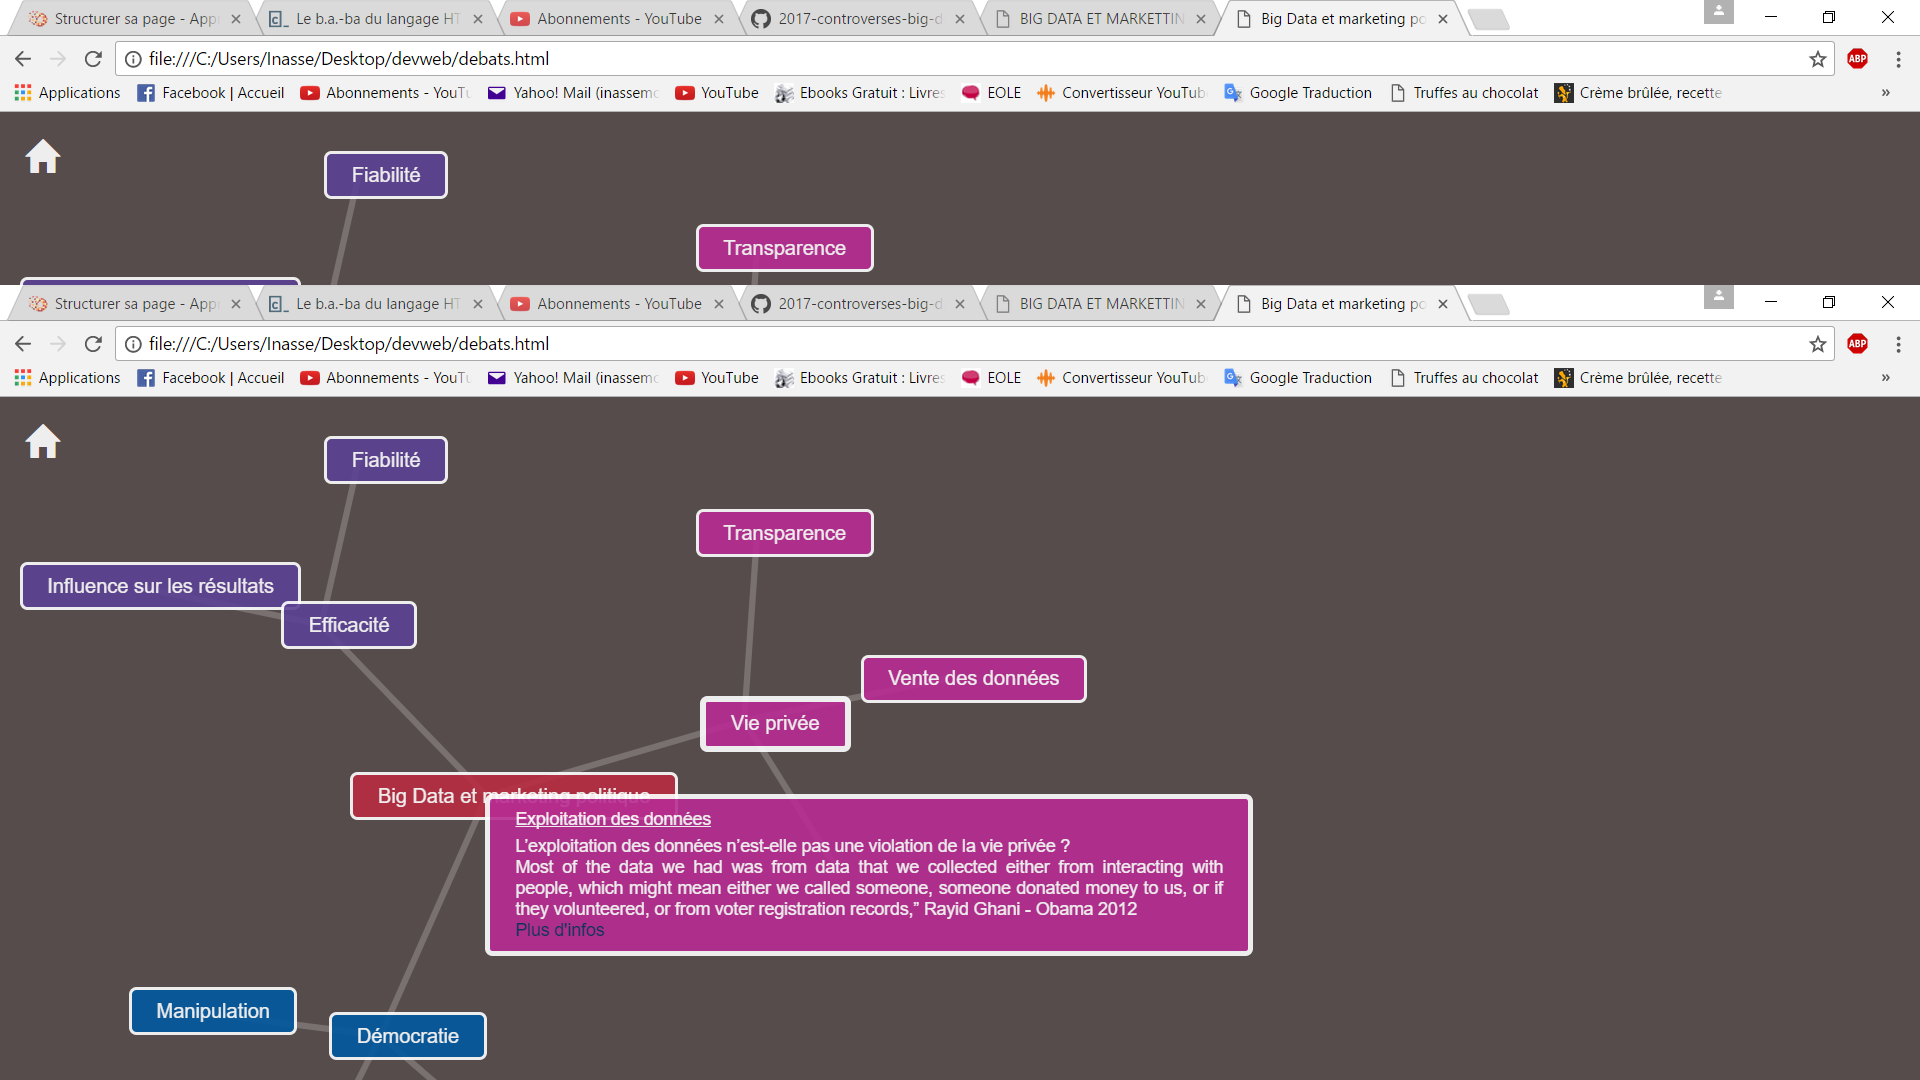 Structurer sa page - App
Le b.a.-ba du langage HT
Abonnements - YouTube
2017-controverses-big-d
BIG DATA ET MARKETTIN
Big Data et marketing po
file:///C:/Users/Inasse/Desktop/devweb/debats.html
ABP
Applications
Facebook | Accueil
Abonnements - YouTu
Yahoo! Mail (inassemc
YouTube
Ebooks Gratuit : Livres
EOLE
Convertisseur YouTub
Google Traduction
Truffes au chocolat
Crème brûlée, recette
»
Fiabilité
Transparence
Structurer sa page - App
Le b.a.-ba du langage HT
Abonnements - YouTube
2017-controverses-big-d
BIG DATA ET MARKETTIN
Big Data et marketing po
file:///C:/Users/Inasse/Desktop/devweb/debats.html
ABP
Applications
Facebook | Accueil
Abonnements - YouTu
Yahoo! Mail (inassemc
YouTube
Ebooks Gratuit : Livres
EOLE
Convertisseur YouTub
Google Traduction
Truffes au chocolat
Crème brûlée, recette
»
Fiabilité
Transparence
Influence sur les résultats
Efficacité
Vente des données
Vie privée
Big Data et marketing politique
Exploitation des données
L’exploitation des données n’est-elle pas une violation de la vie privée ?
Most of the data we had was from data that we collected either from interacting with
people, which might mean either we called someone, someone donated money to us, or if
they volunteered, or from voter registration records,” Rayid Ghani - Obama 2012
Plus d'infos
Manipulation
Démocratie